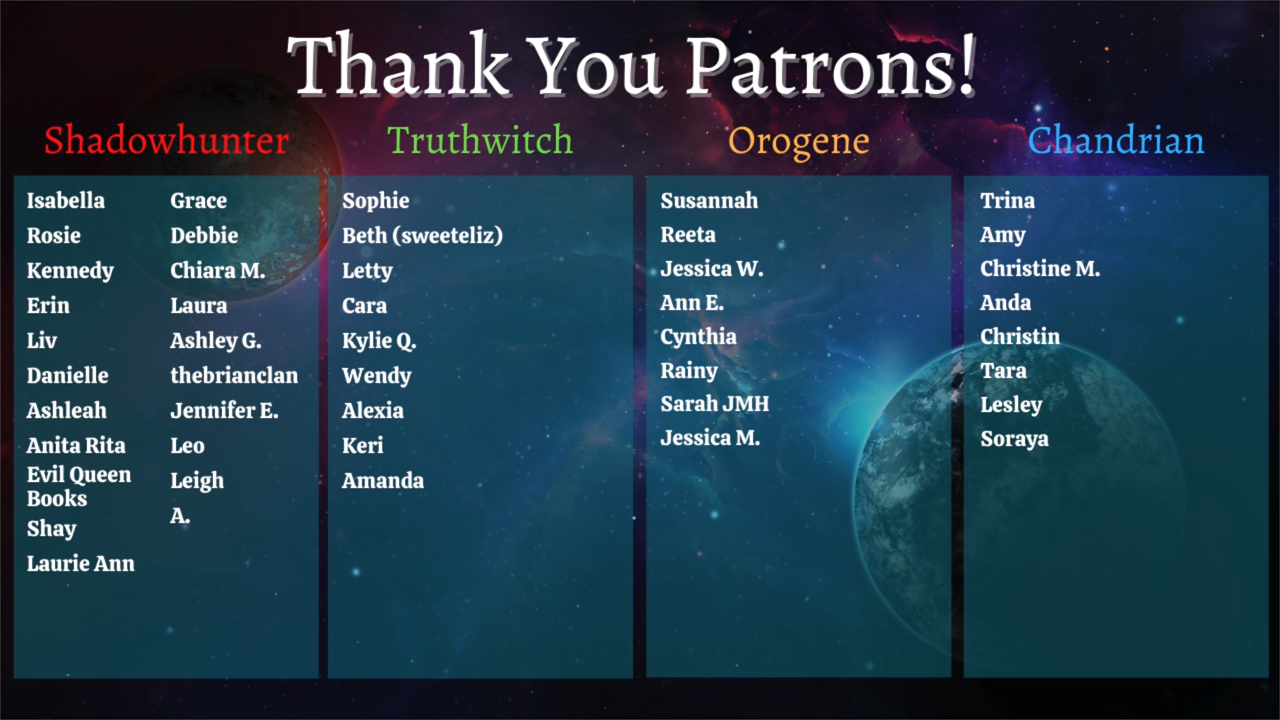 Thank You Patrons!
Shadowhunter
Isabella
Rosie
Kennedy
Erin
Liv
Danielle
Ashleah
Anita Rita
Evil Queen
Books
Shay
Laurie Ann
Grace
Debbie
Chiara M.
Laura
Ashley G.
thebrianclan
Jennifer E.
Leo
Leigh
A.
Truthwitch
Sophie
Beth (sweeteliz)
Letty
Cara
Kylie Q.
Wendy
Alexia
Keri
Amanda
Orogene
Susannah
Reeta
Jessica W.
Ann E.
Cynthia
Rainy
Sarah JMH
Jessica M.
Chandrian
Trina
Amy
Christine M.
Anda
Christin
Tara
Lesley
Soraya